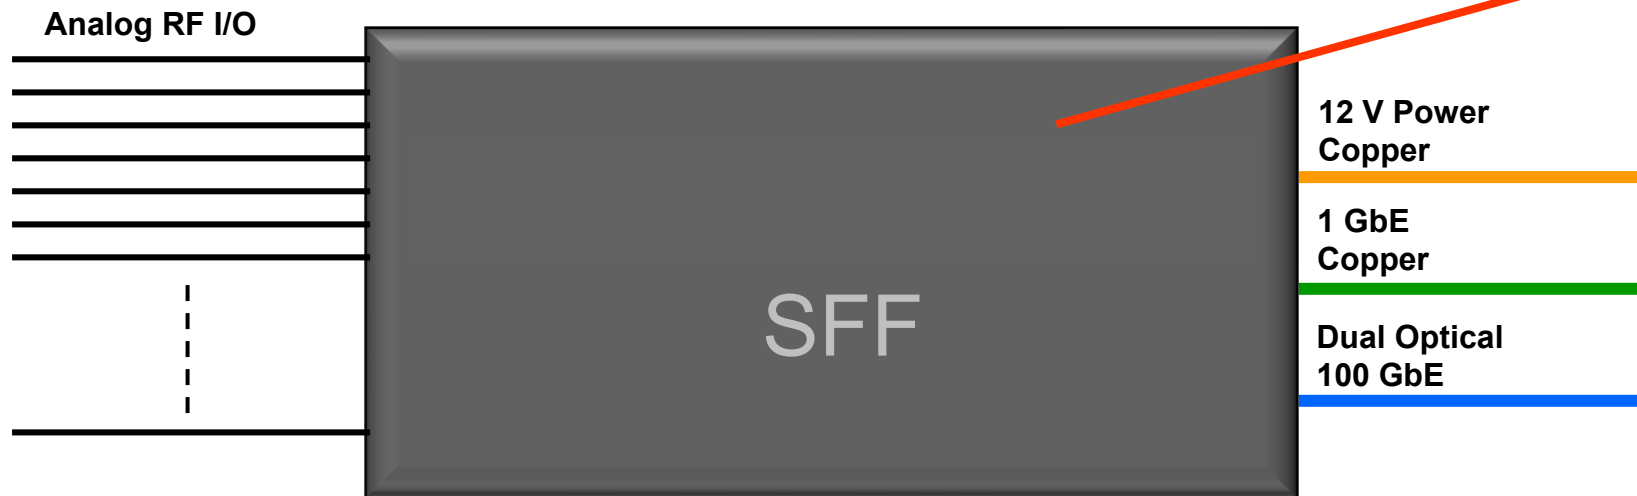 Analog RF I/O
12 V Power
Copper
1 GbE
Copper
SFF
Dual Optical
100 GbE